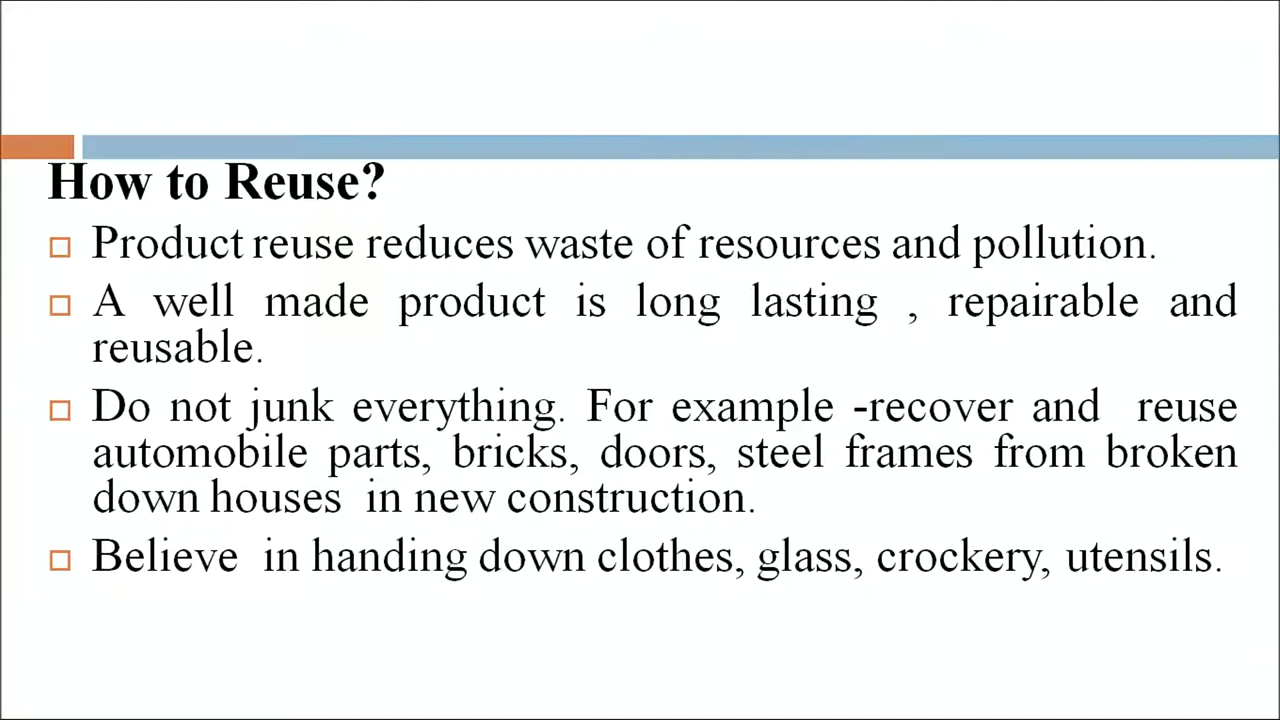 How to Reuse?
Product reuse reduces waste of resources and pollution.
A well made product is long lasting , repairable and
reusable.
Do not junk everything. For example -recover and reuse
automobile parts, bricks, doors, steel frames from broken
down houses in new construction.
Believe in handing down clothes, glass, crockery, utensils.